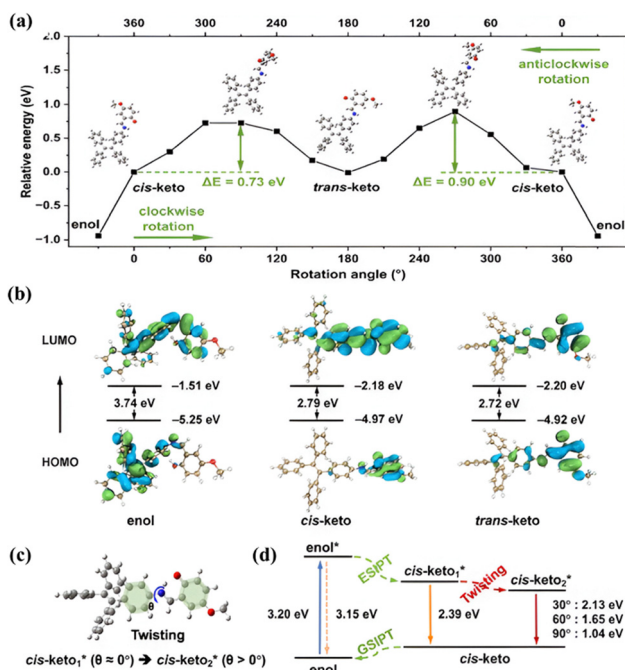 (a)
360 300 240 180 120 60 0
2.0
1.5
1.0
0.5
0.0
−0.5
−1.0
Relative energy (eV)
anticlockwise
rotation
cis-keto
ΔE = 0.73 eV
trans-keto
ΔE = 0.90 eV
cis-keto
enol
clockwise
rotation
enol
0 60 120 180 240 300 360
Rotation angle (°)
(b)
LUMO
−1.51 eV
3.74 eV
−5.25 eV
−2.18 eV
2.79 eV
−4.97 eV
−2.20 eV
2.72 eV
−4.92 eV
HOMO
enol
cis-keto
trans-keto
(c)
θ
Twisting
cis-keto₁* (θ ≈ 0°) ➔ cis-keto₂* (θ > 0°)
(d)
enol*
ESIPT
cis-keto₁*
Twisting
cis-keto₂*
3.20 eV
3.15 eV
2.39 eV
30° : 2.13 eV
60° : 1.65 eV
90° : 1.04 eV
GSIPT
cis-keto
enol